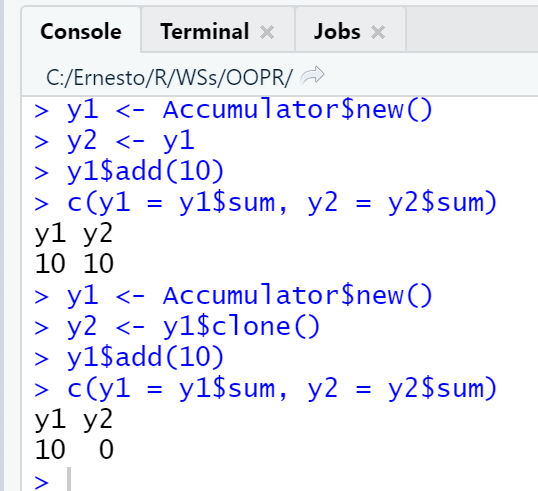 Console Terminal Jobs
C:/Ernesto/R/WSs/OOPR/
> y1 <- Accumulator$new()
> y2 <- y1
> y1$add(10)
> c(y1 = y1$sum, y2 = y2$sum)
y1 y2
10 10
> y1 <- Accumulator$new()
> y2 <- y1$clone()
> y1$add(10)
> c(y1 = y1$sum, y2 = y2$sum)
y1 y2
10  0
>